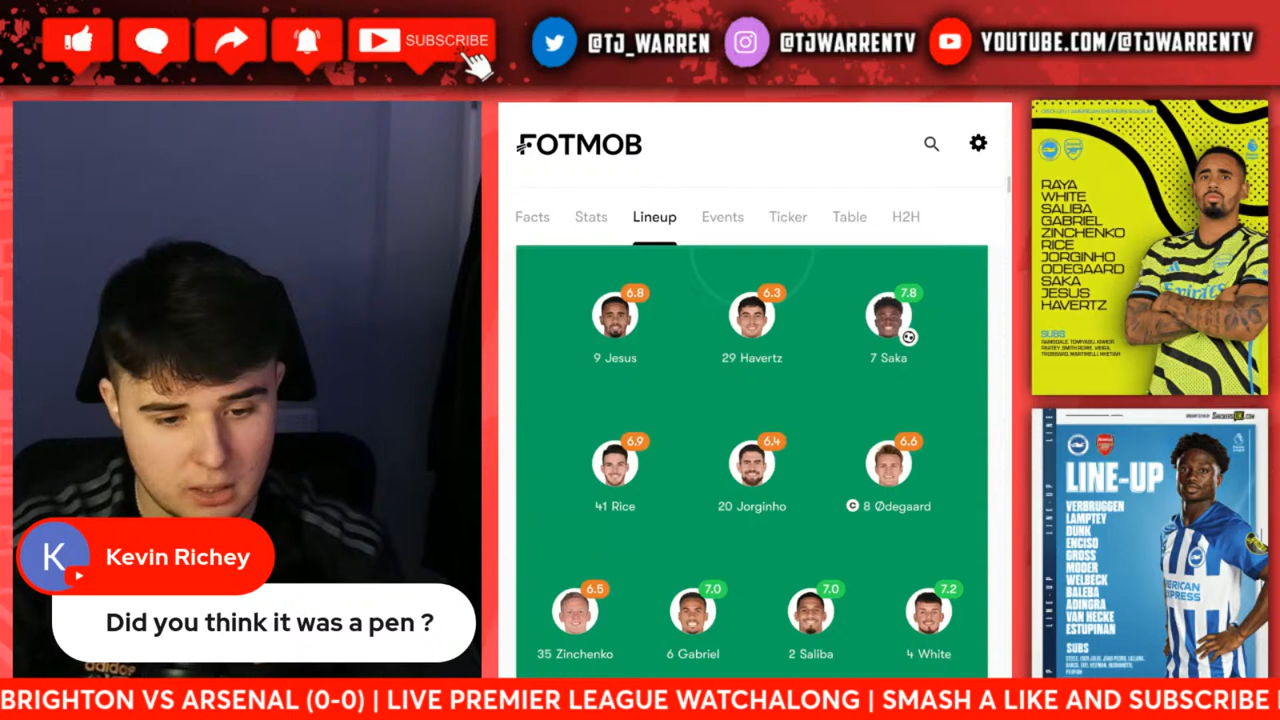 SUBSCRIBE
@TJ_WARREN
@TJWARRENTV
YOUTUBE.COM/@TJWARRENTV
FOTMOB
Facts Stats Lineup Events Ticker Table H2H
6.8 6.3 7.8
9 Jesus 29 Havertz 7 Saka
6.9 6.4 6.6
41 Rice 20 Jorginho C 8 Ødegaard
6.5 7.0 7.0 7.2
35 Zinchenko 6 Gabriel 2 Saliba 4 White
K Kevin Richey
Did you think it was a pen ?
adidas
RAYA
WHITE
SALIBA
GABRIEL
ZINCHENKO
RICE
JORGINHO
ODEGAARD
SAKA
JESUS
HAVERTZ
SUBS
Emirates
LINE-UP
VERBRUGGEN
LAMPTEY
DUNK
ENCISO
GROSS
MODER
WELBECK
BALEBA
ADINGRA
VAN HECKE
ESTUPINAN
SUBS
EXPRESS
BRIGHTON VS ARSENAL (0-0) | LIVE PREMIER LEAGUE WATCHALONG | SMASH A LIKE AND SUBSCRIBE